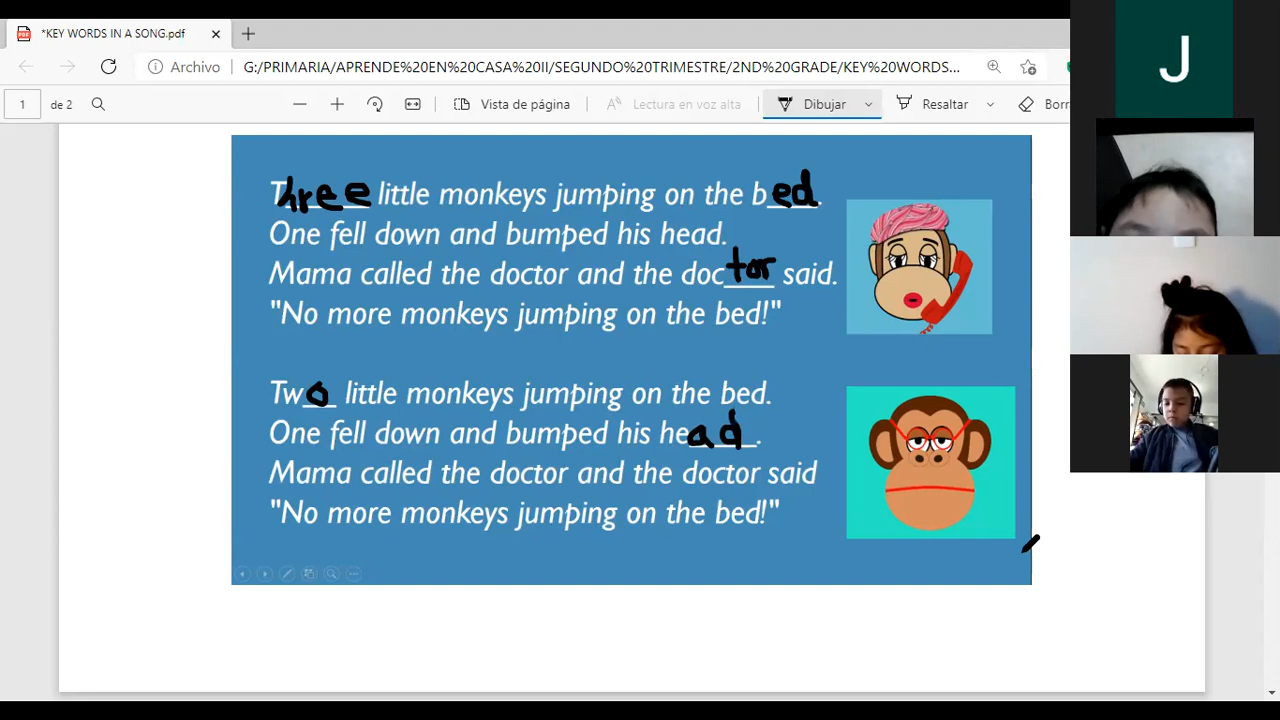 *KEY WORDS IN A SONG.pdf
Archivo G:/PRIMARIA/APRENDE%20EN%20CASA%20II/SEGUNDO%20TRIMESTRE/2ND%20GRADE/KEY%20WORDS...
1 de 2 Vista de página Lectura en voz alta Dibujar Resaltar Borr
Three little monkeys jumping on the bed.
One fell down and bumped his head.
Mama called the doctor and the doctor said.
"No more monkeys jumping on the bed!"
Two little monkeys jumping on the bed.
One fell down and bumped his head.
Mama called the doctor and the doctor said
"No more monkeys jumping on the bed!"
J